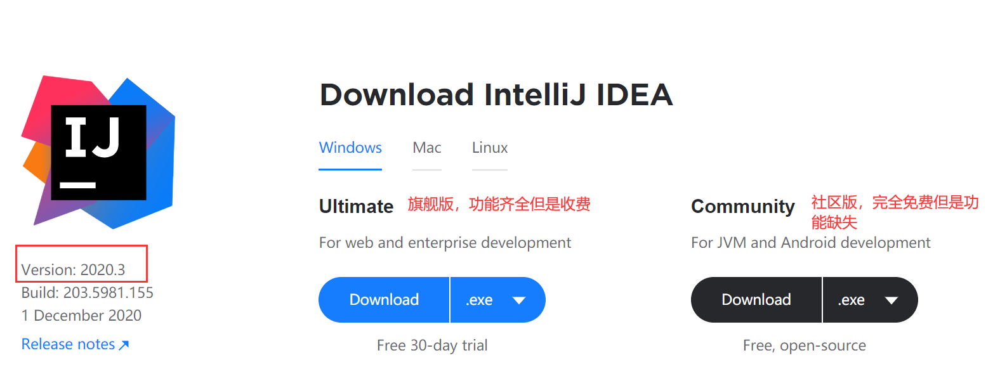 IJ
Version: 2020.3
Build: 203.5981.155
1 December 2020
Release notes
Download IntelliJ IDEA
Windows Mac Linux
Ultimate 旗舰版，功能齐全但是收费
For web and enterprise development
Download .exe
Free 30-day trial
Community 社区版，完全免费但是功
能缺失
For JVM and Android development
Download .exe
Free, open-source